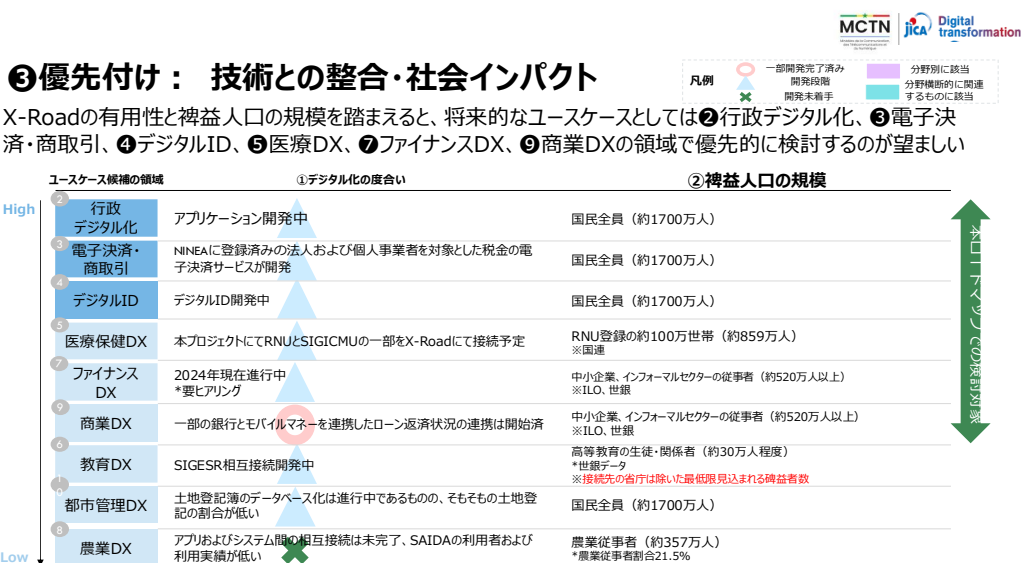 MCTN
jica
Digital
transformation
❸優先付け： 技術との整合・社会インパクト
凡例
一部開発完了済み
開発段階
開発未着手
分野別に該当
分野横断的に関連
するものに該当
X-Roadの有用性と裨益人口の規模を踏まえると、将来的なユースケースとしては❷行政デジタル化、❸電子決
済・商取引、❹デジタルID、❺医療DX、❼ファイナンスDX、❾商業DXの領域で優先的に検討するのが望ましい
ユースケース候補の領域
①デジタル化の度合い
②裨益人口の規模
High
2
行政
デジタル化
アプリケーション開発中
国民全員（約1700万人）
3
電子決済・
商取引
NINEAに登録済みの法人および個人事業者を対象とした税金の電
子決済サービスが開発
国民全員（約1700万人）
4
デジタルID
デジタルID開発中
国民全員（約1700万人）
5
医療保健DX
本プロジェクトにてRNUとSIGICMUの一部をX-Roadにて接続予定
RNU登録の約100万世帯（約859万人）
※国連
7
ファイナンス
DX
2024年現在進行中
*要ヒアリング
中小企業、インフォーマルセクターの従事者（約520万人以上）
※ILO、世銀
9
商業DX
一部の銀行とモバイルマネーを連携したローン返済状況の連携は開始済
中小企業、インフォーマルセクターの従事者（約520万人以上）
※ILO、世銀
6
教育DX
SIGESR相互接続開発中
高等教育の生徒・関係者（約30万人程度）
*世銀データ
※接続先の省庁は除いた最低限見込まれる碑益者数
10
都市管理DX
土地登記簿のデータベース化は進行中であるものの、そもそもの土地登
記の割合が低い
国民全員（約1700万人）
8
農業DX
アプリおよびシステム間の相互接続は未完了、SAIDAの利用者および
利用実績が低い
農業従事者（約357万人）
*農業従事者割合21.5%
Low
本ロードマップでの検討対象